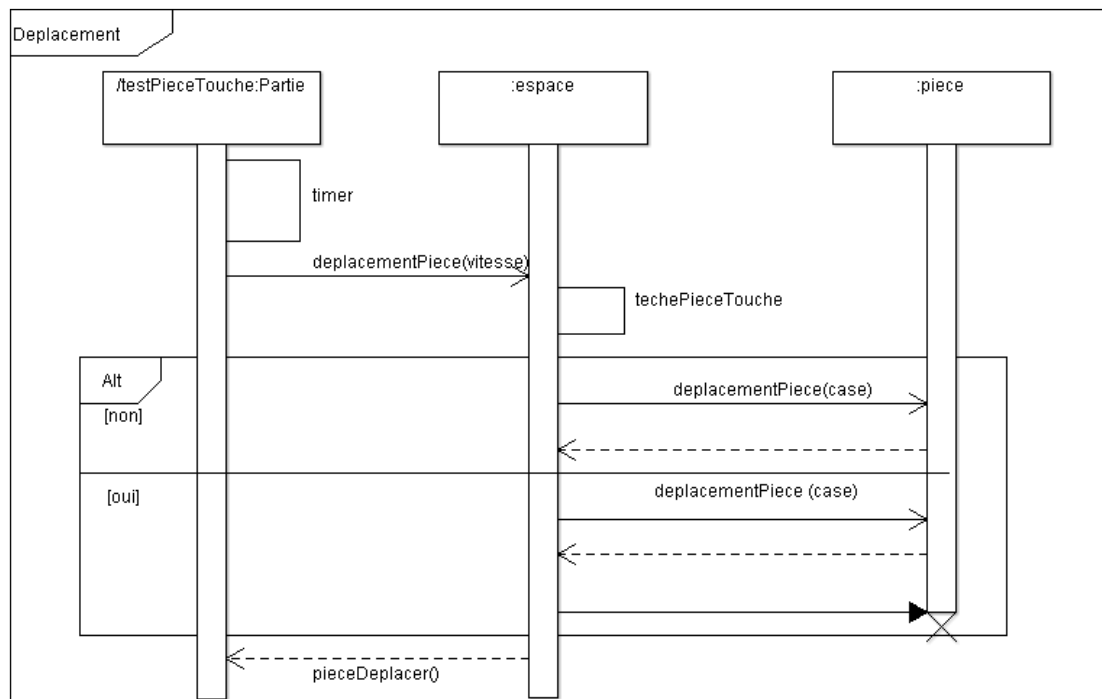 Deplacement
/testPieceTouche:Partie
:espace
:piece
timer
deplacementPiece(vitesse)
techePieceTouche
Alt
deplacementPiece(case)
[non]
[oui]
deplacementPiece (case)
pieceDeplacer()